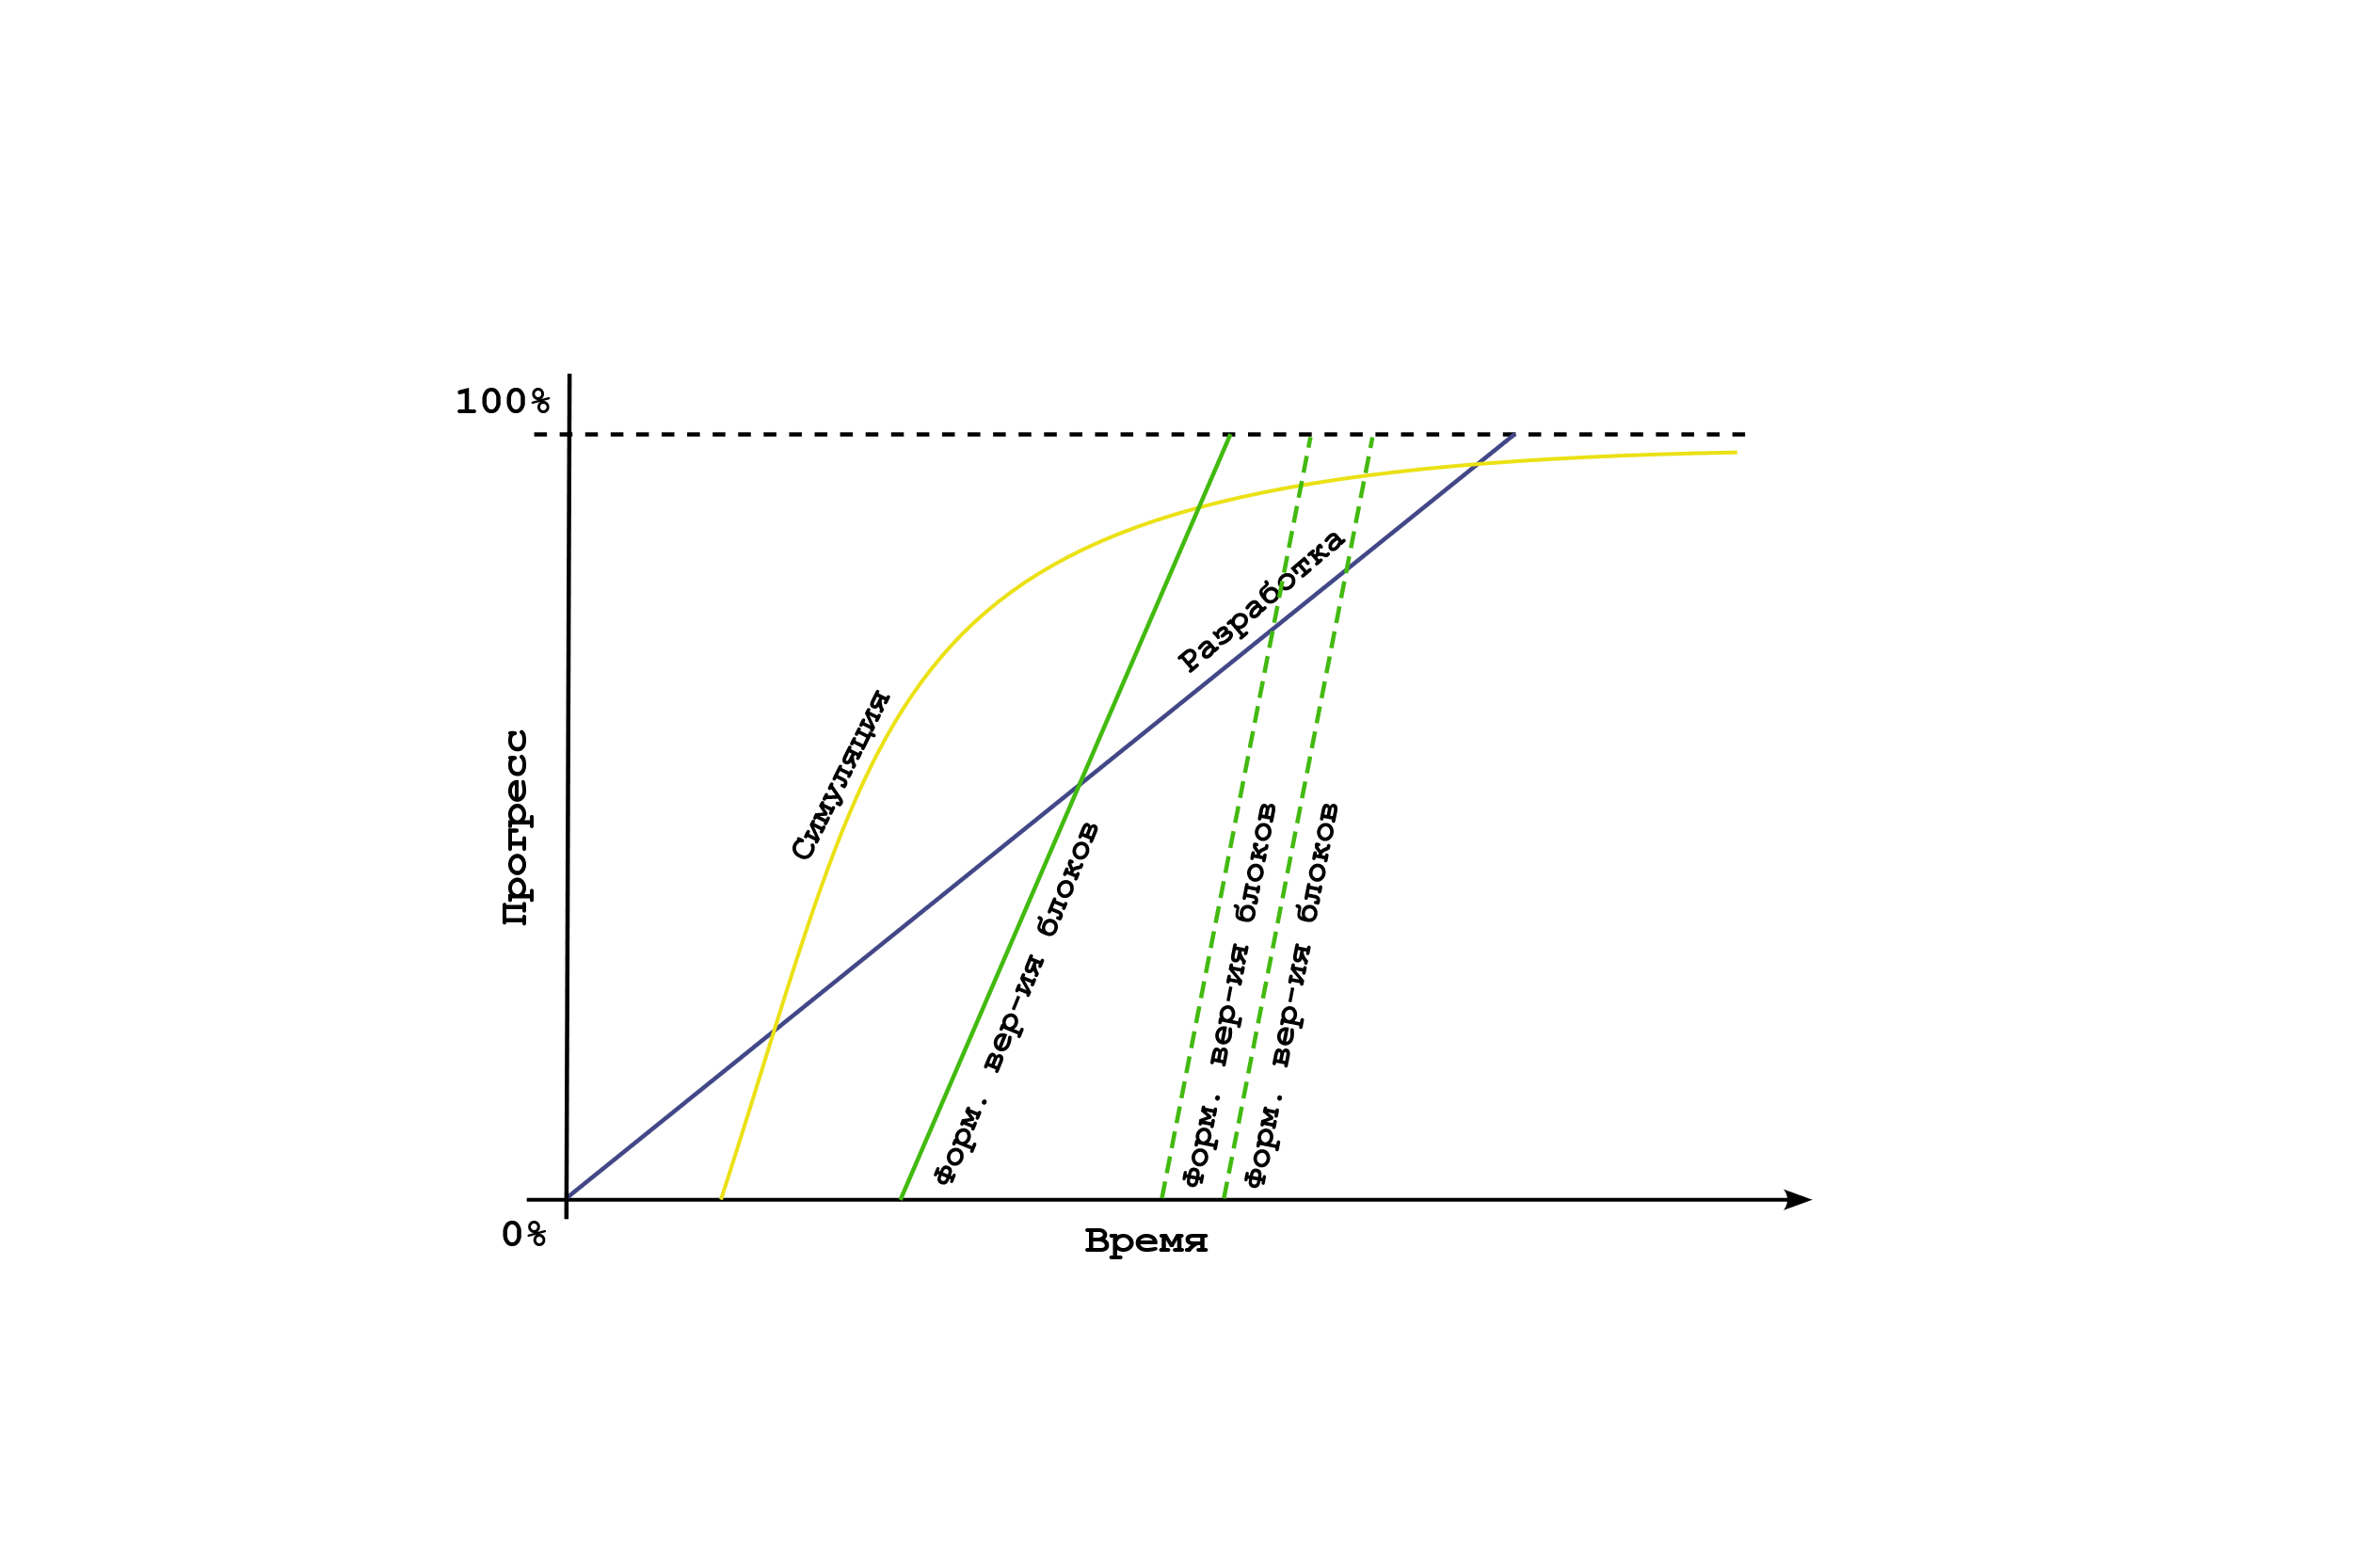 100%
Прогресс
Симуляция
Разработка
Форм. вер-ия блоков
Форм. вер-ия блоков
Форм. вер-ия блоков
0%
Время